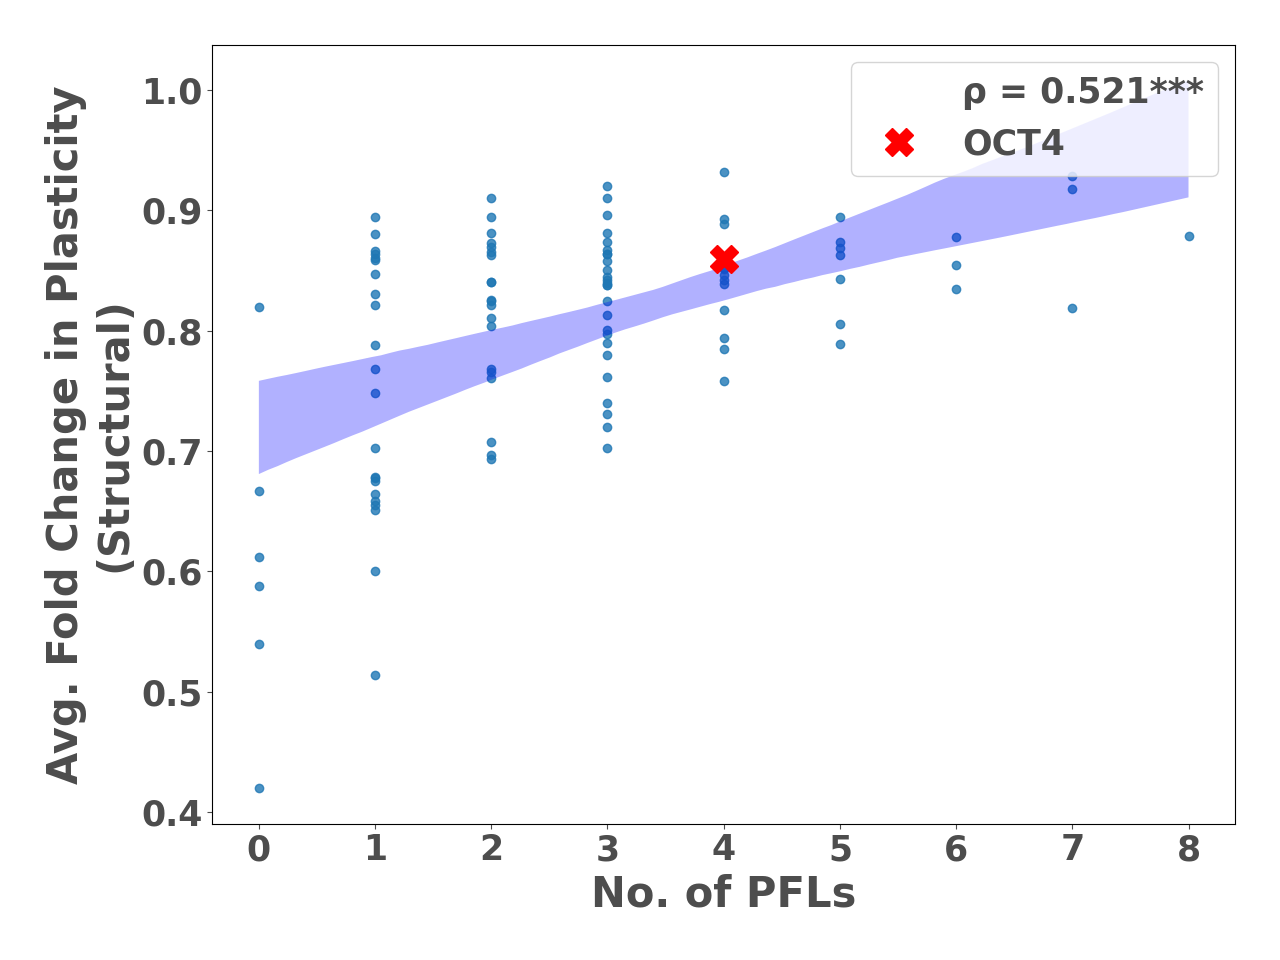 ρ = 0.521***
OCT4
Avg. Fold Change in Plasticity
(Structural)
1.0
0.9
0.8
0.7
0.6
0.5
0.4
0 1 2 3 4 5 6 7 8
No. of PFLs